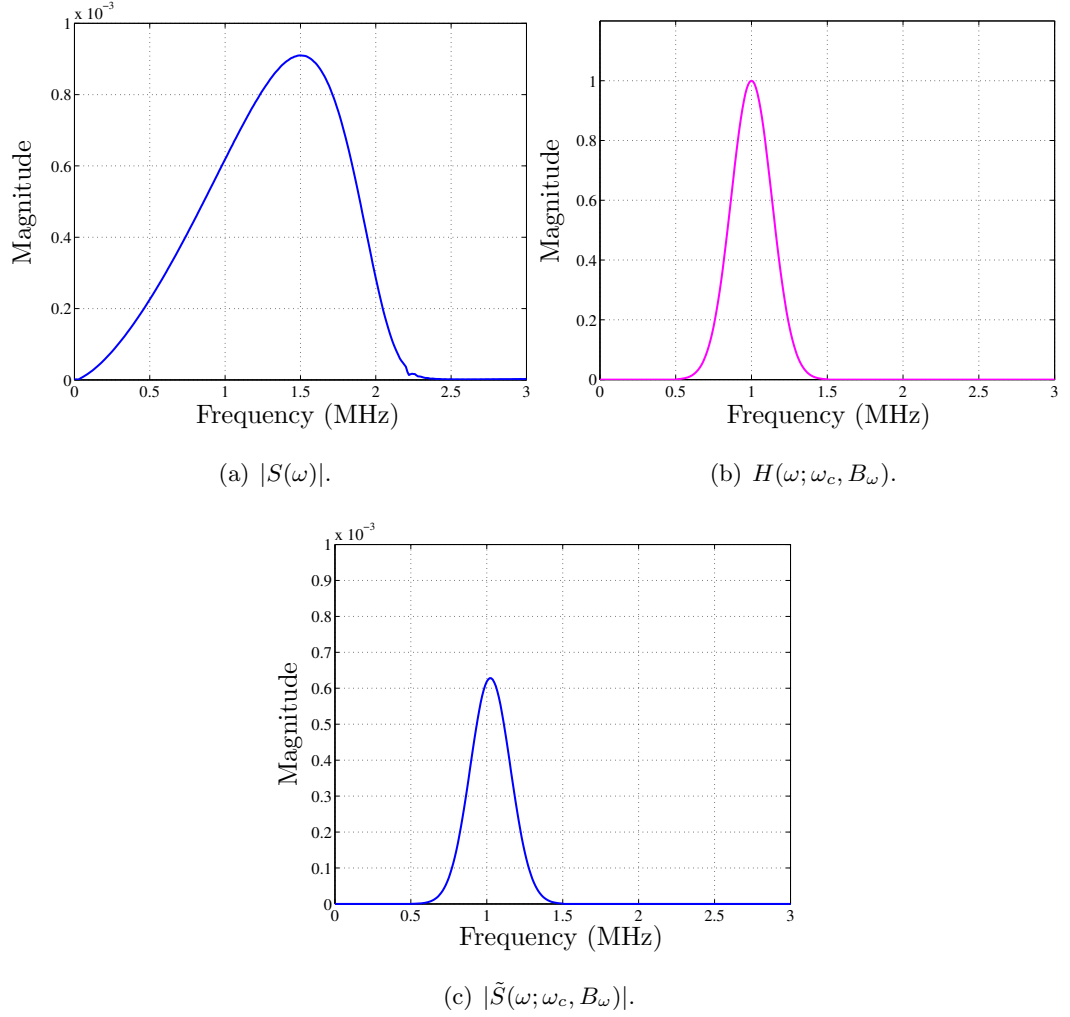 x 10⁻³
1
0.8
0.6
0.4
0.2
0
Magnitude
0 0.5 1 1.5 2 2.5 3
Frequency (MHz)
(a) |S(ω)|.
1
0.8
0.6
0.4
0.2
0
Magnitude
0 0.5 1 1.5 2 2.5 3
Frequency (MHz)
(b) H(ω; ω_c, B_ω).
x 10⁻³
1
0.9
0.8
0.7
0.6
0.5
0.4
0.3
0.2
0.1
0
Magnitude
0 0.5 1 1.5 2 2.5 3
Frequency (MHz)
(c) |S̃(ω; ω_c, B_ω)|.